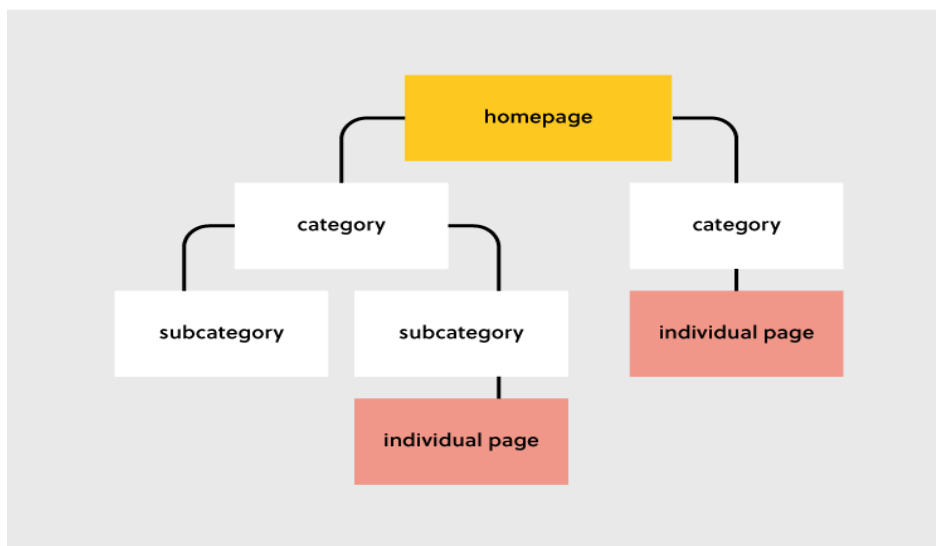 homepage
category
category
subcategory
subcategory
individual page
individual page